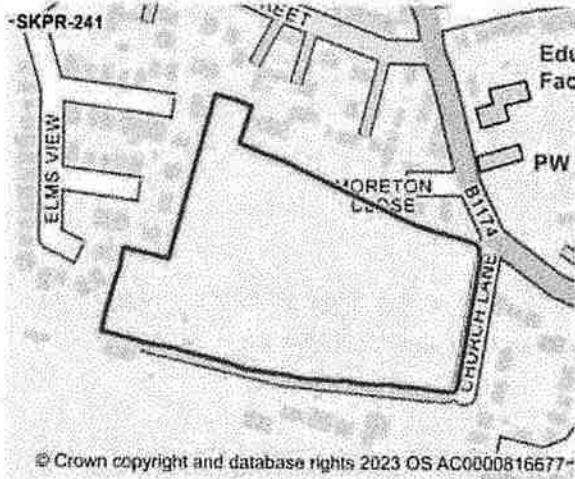 SKPR-241
REET
Edu
Fac
ELMS VIEW
MORETON
CLOSE
PW
B1174
CHURCH LANE
© Crown copyright and database rights 2023 OS AC0000816677